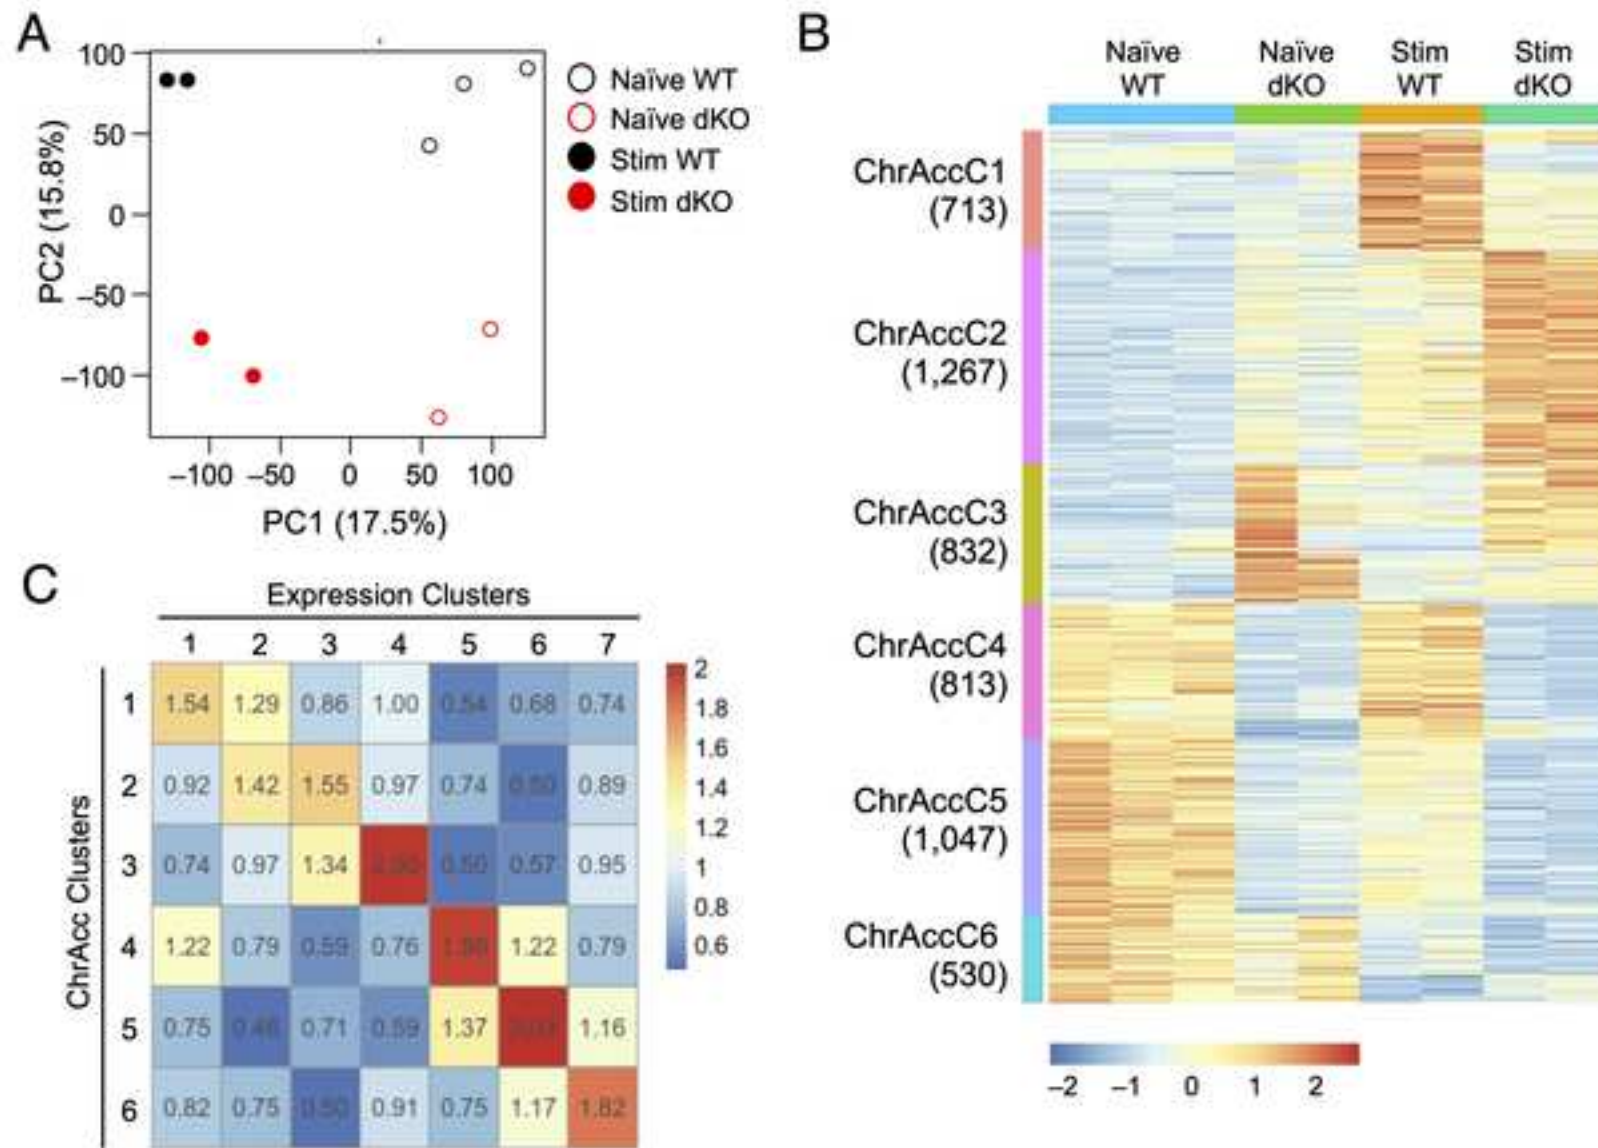 A
100
50
0
–50
–100
PC2 (15.8%)
–100 –50 0 50 100
PC1 (17.5%)
Naïve WT
Naïve dKO
Stim WT
Stim dKO
B
Naïve WT
Naïve dKO
Stim WT
Stim dKO
ChrAccC1
(713)
ChrAccC2
(1,267)
ChrAccC3
(832)
ChrAccC4
(813)
ChrAccC5
(1,047)
ChrAccC6
(530)
–2 –1 0 1 2
C
Expression Clusters
1 2 3 4 5 6 7
ChrAcc Clusters
1 1.54 1.29 0.86 1.00 0.54 0.68 0.74
2 0.92 1.42 1.55 0.97 0.74 0.89
3 0.74 0.97 1.34 0.50 0.57 0.95
4 1.22 0.79 0.59 0.76 1.22 0.79
5 0.75 0.71 0.59 1.37 1.16
6 0.82 0.75 0.50 0.91 0.75 1.17 1.82
2
1.8
1.6
1.4
1.2
1
0.8
0.6